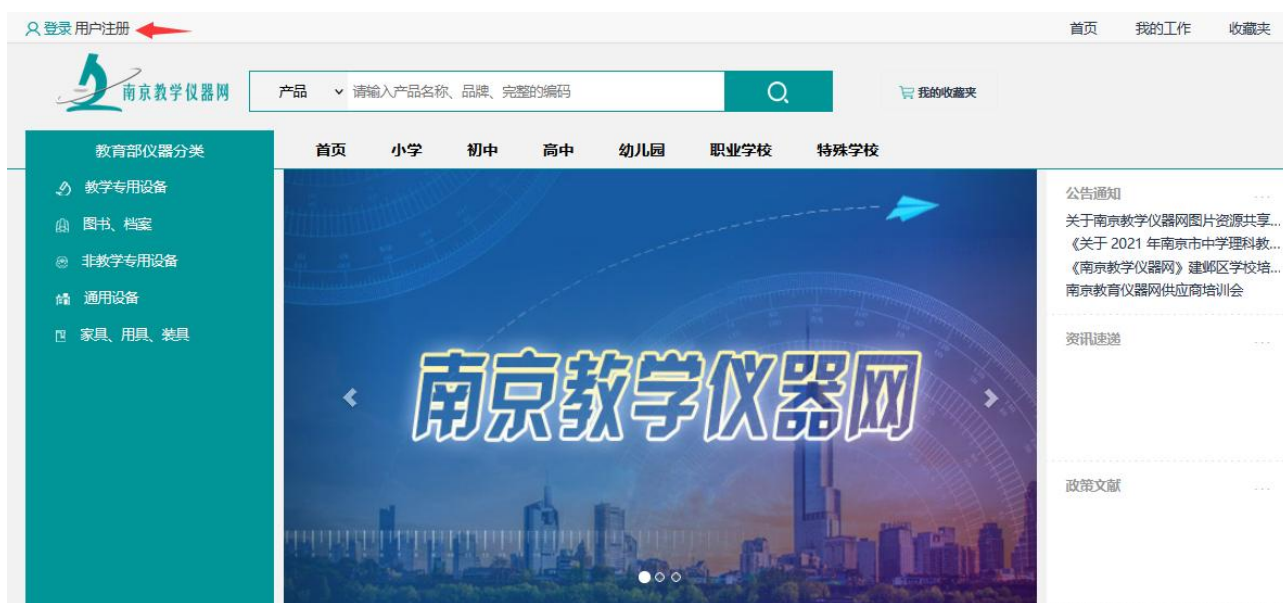 登录 用户注册 首页 我的工作 收藏夹
南京教学仪器网 产品 请输入产品名称、品牌、完整的编码 我的收藏夹
教育部仪器分类 首页 小学 初中 高中 幼儿园 职业学校 特殊学校
教学专用设备
图书、档案
非教学专用设备
通用设备
家具、用具、装具
南京教学仪器网
公告通知 ...
关于南京教学仪器网图片资源共享...
《关于 2021 年南京市中学理科教...
《南京教学仪器网》建邺区学校培...
南京教育仪器网供应商培训会
资讯速递 ...
政策文献 ...